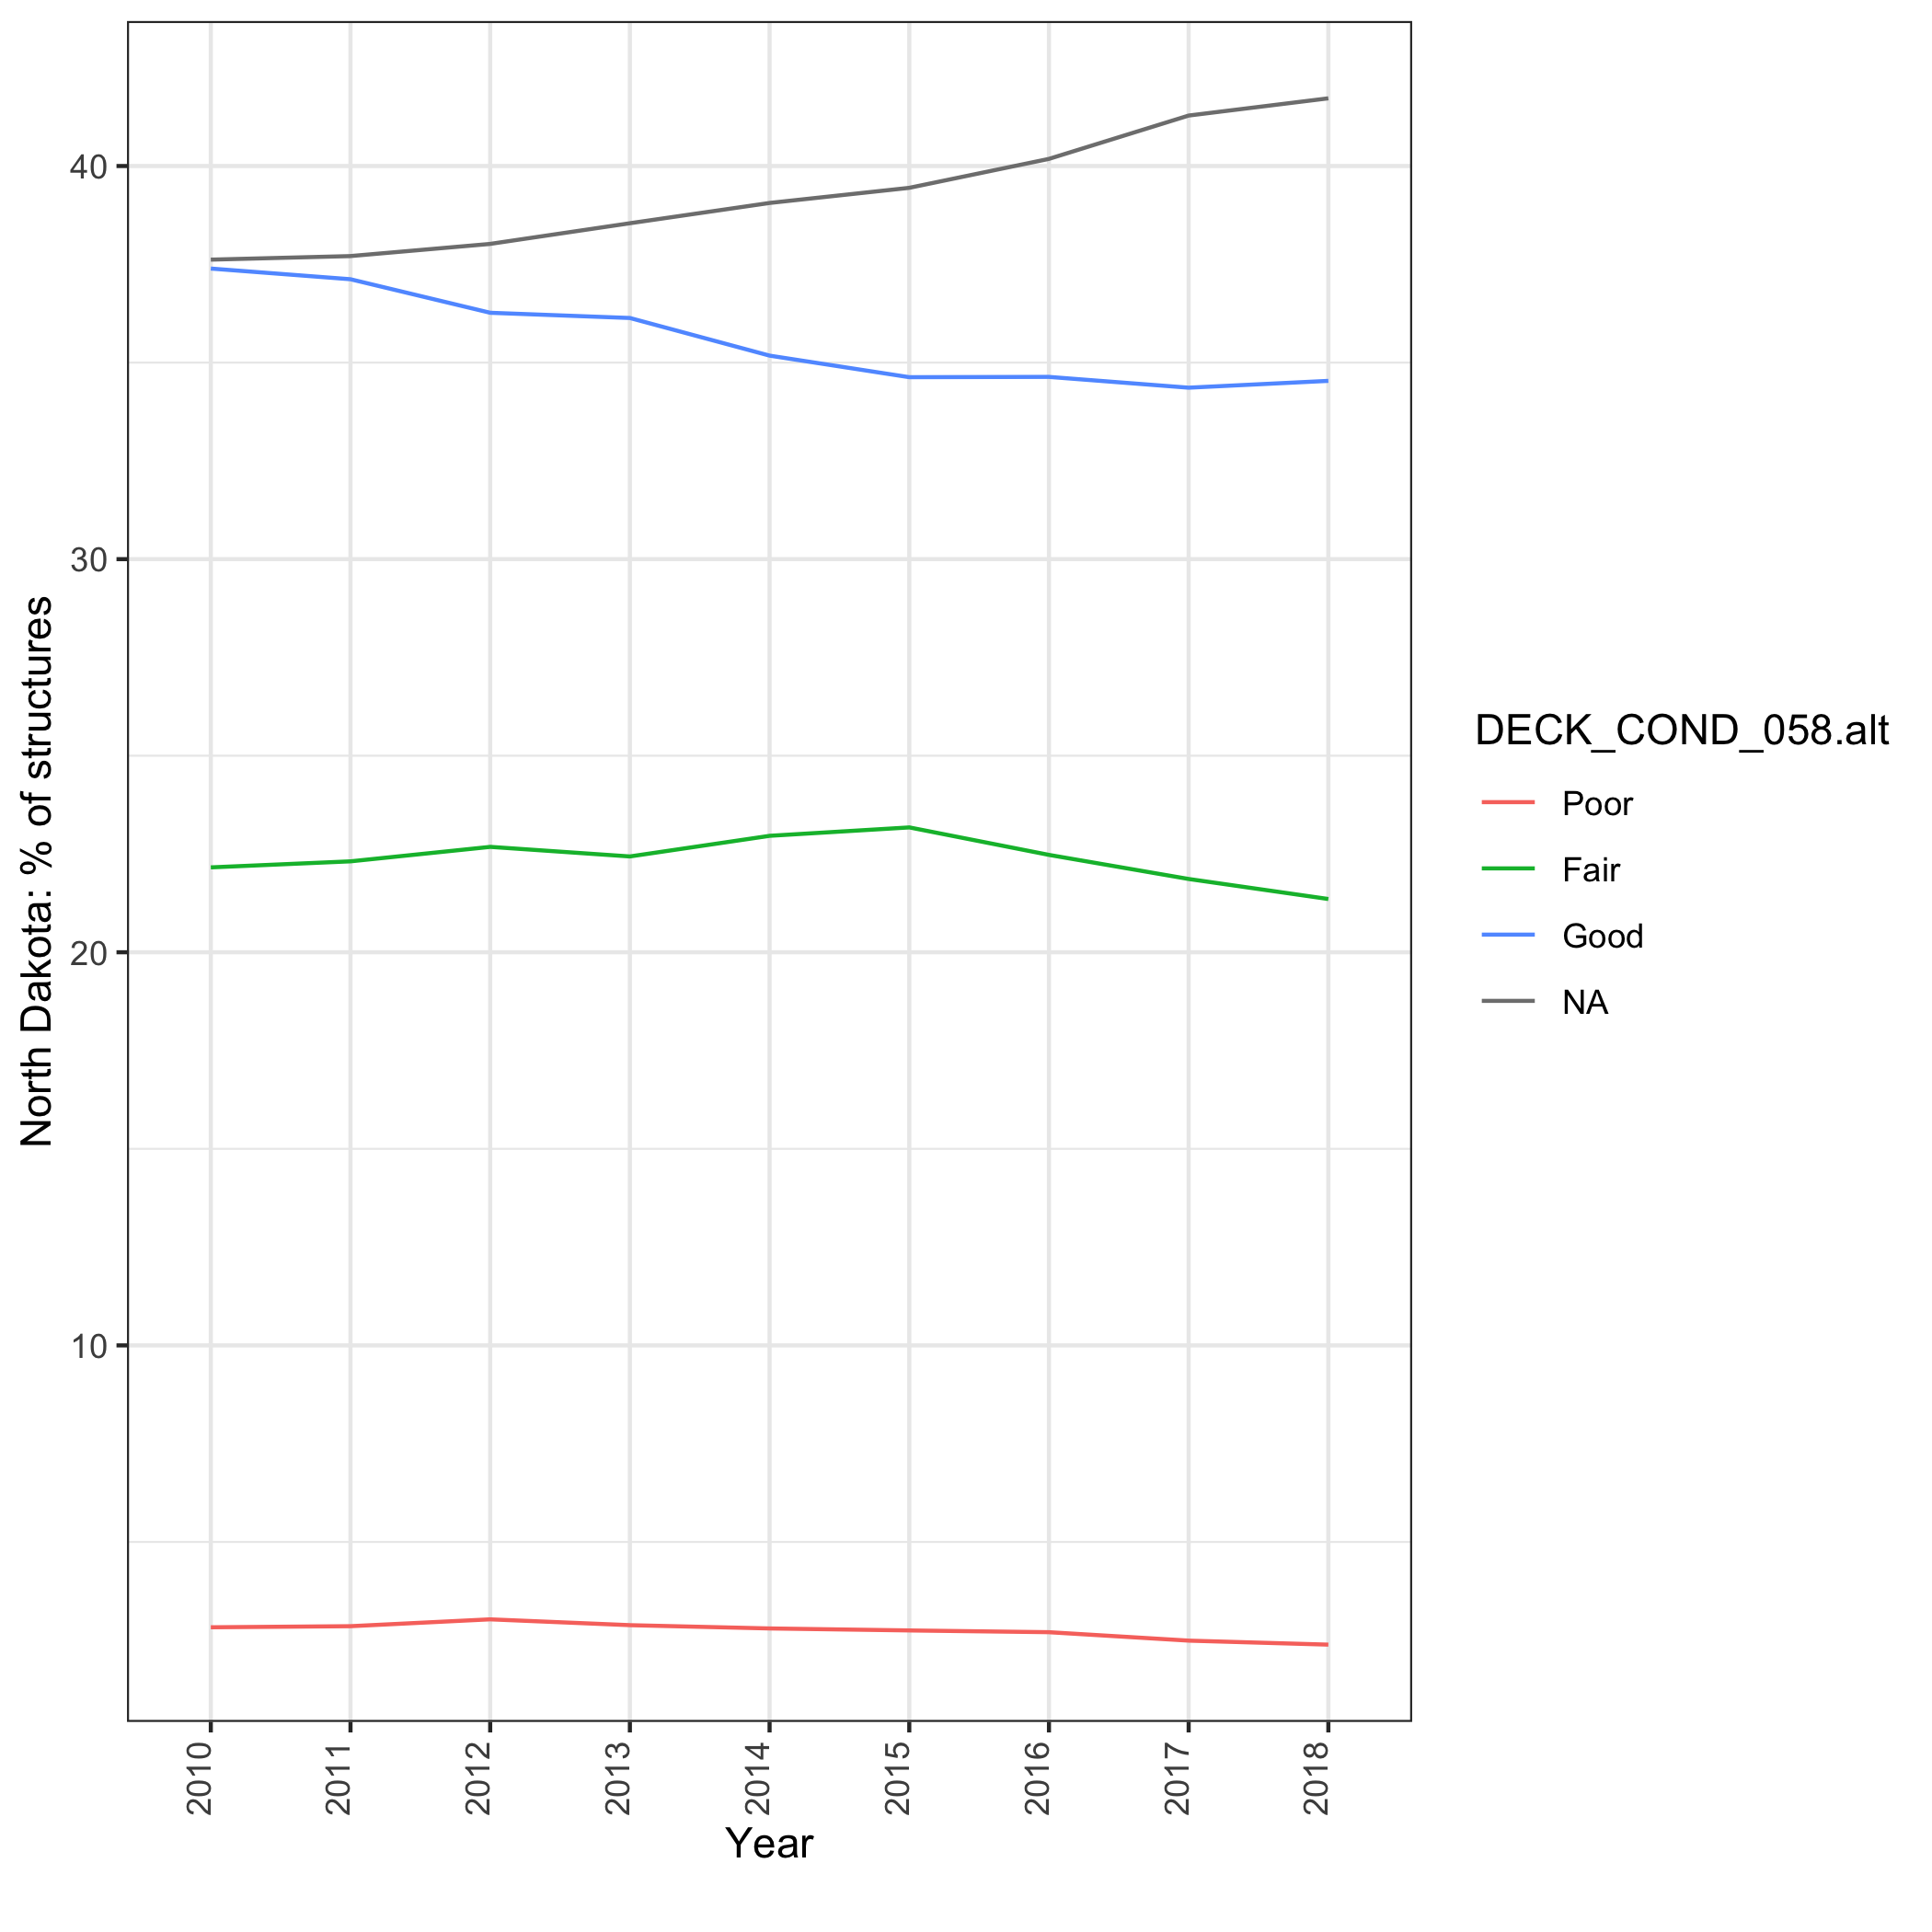 North Dakota: % of structures
40
30
20
10
2010
2011
2012
2013
2014
2015
2016
2017
2018
Year
DECK_COND_058.alt
Poor
Fair
Good
NA